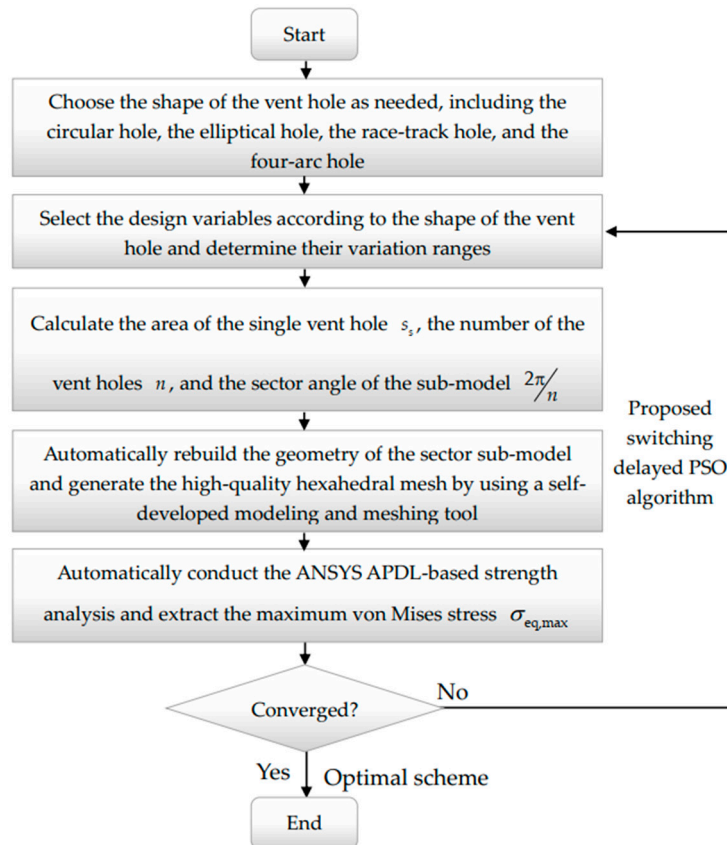 Start
Choose the shape of the vent hole as needed, including the
circular hole, the elliptical hole, the race-track hole, and the
four-arc hole
Select the design variables according to the shape of the vent
hole and determine their variation ranges
Calculate the area of the single vent hole s_s, the number of the
vent holes n, and the sector angle of the sub-model 2π/n
Automatically rebuild the geometry of the sector sub-model
and generate the high-quality hexahedral mesh by using a self-
developed modeling and meshing tool
Automatically conduct the ANSYS APDL-based strength
analysis and extract the maximum von Mises stress σ_eq,max
Converged?
No
Yes
Optimal scheme
End
Proposed
switching
delayed PSO
algorithm